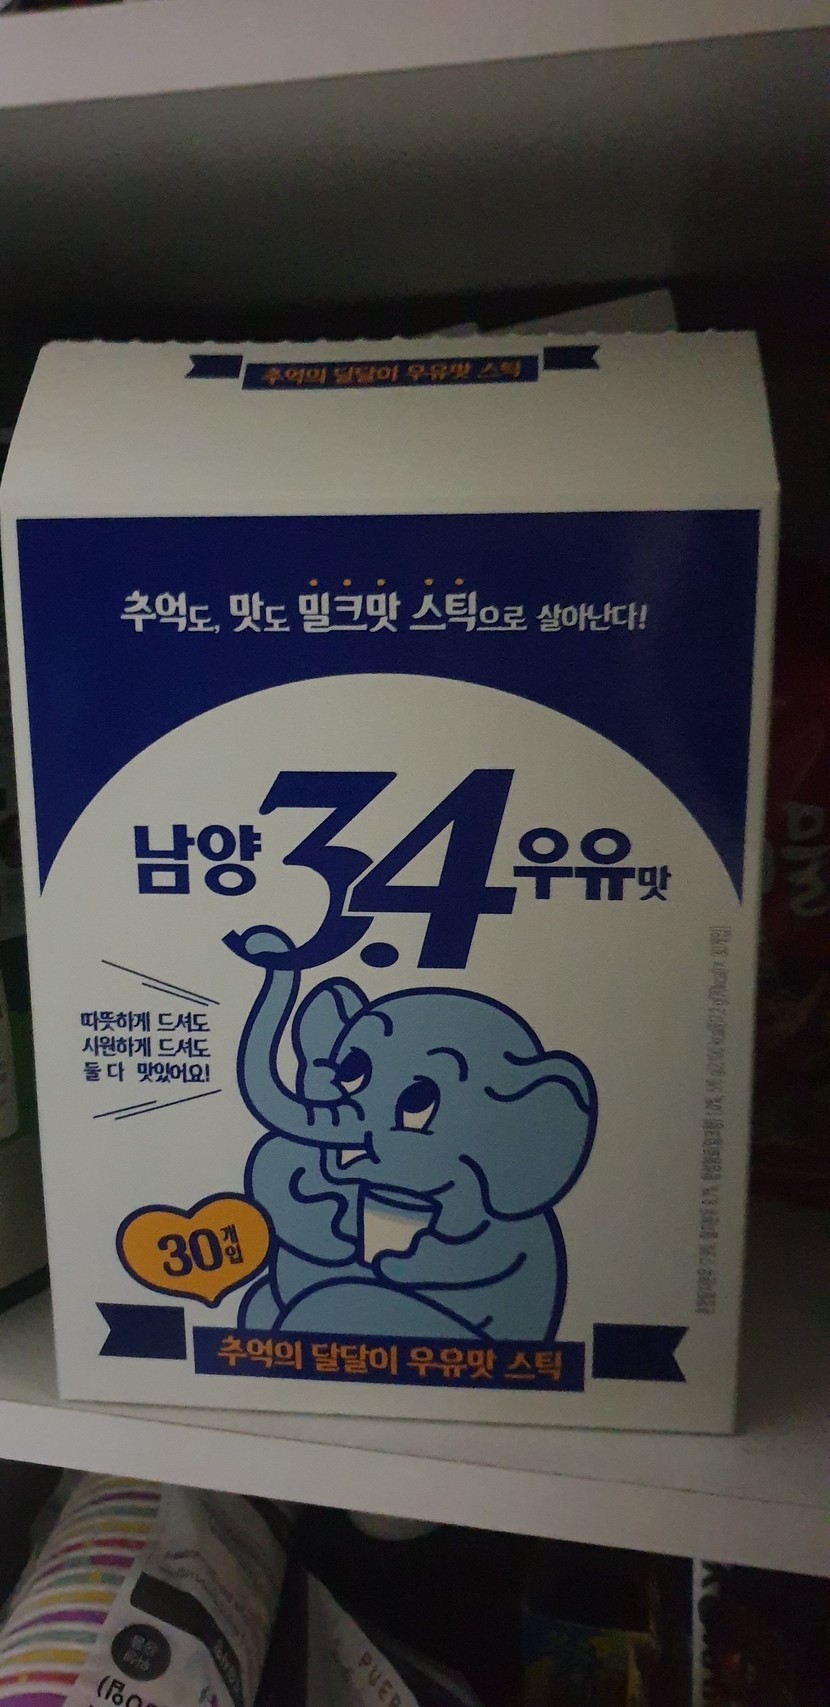 추억의 달달이 우유맛 스틱
추억도, 맛도 밀크맛 스틱으로 살아난다!
남양 3.4 우유맛
따뜻하게 드셔도
시원하게 드셔도
둘 다 맛있어요!
30개입
추억의 달달이 우유맛 스틱